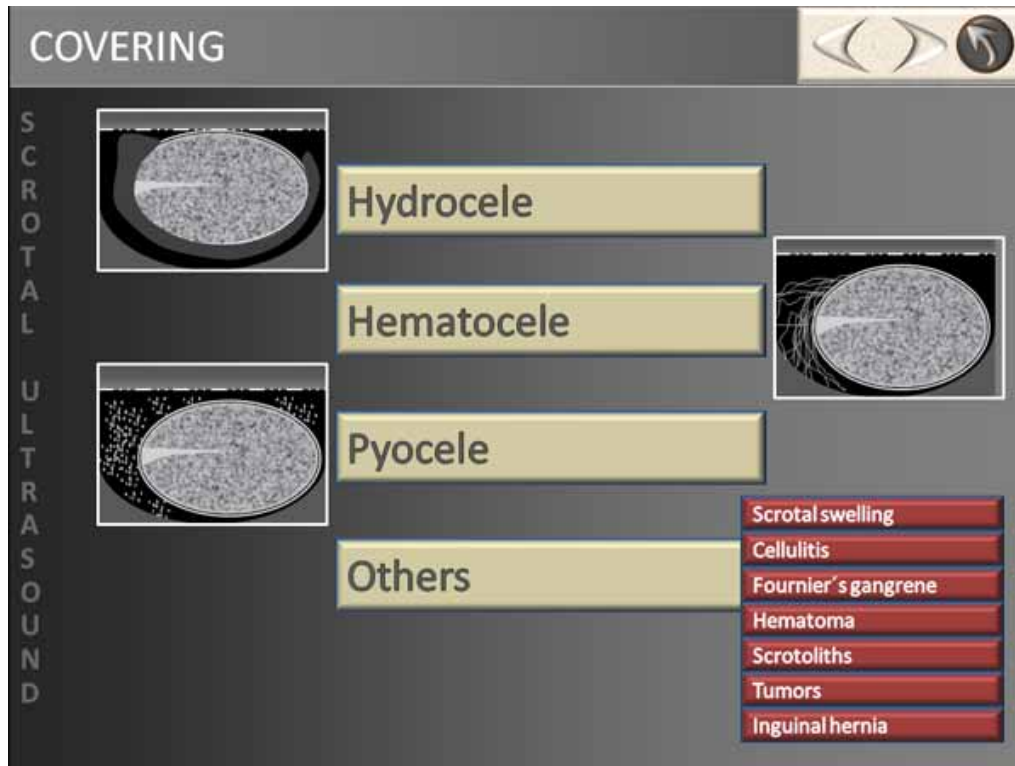 COVERING
SCROTAL ULTRASOUND
Hydrocele
Hematocele
Pyocele
Others
Scrotal swelling
Cellulitis
Fournier´s gangrene
Hematoma
Scrotoliths
Tumors
Inguinal hernia